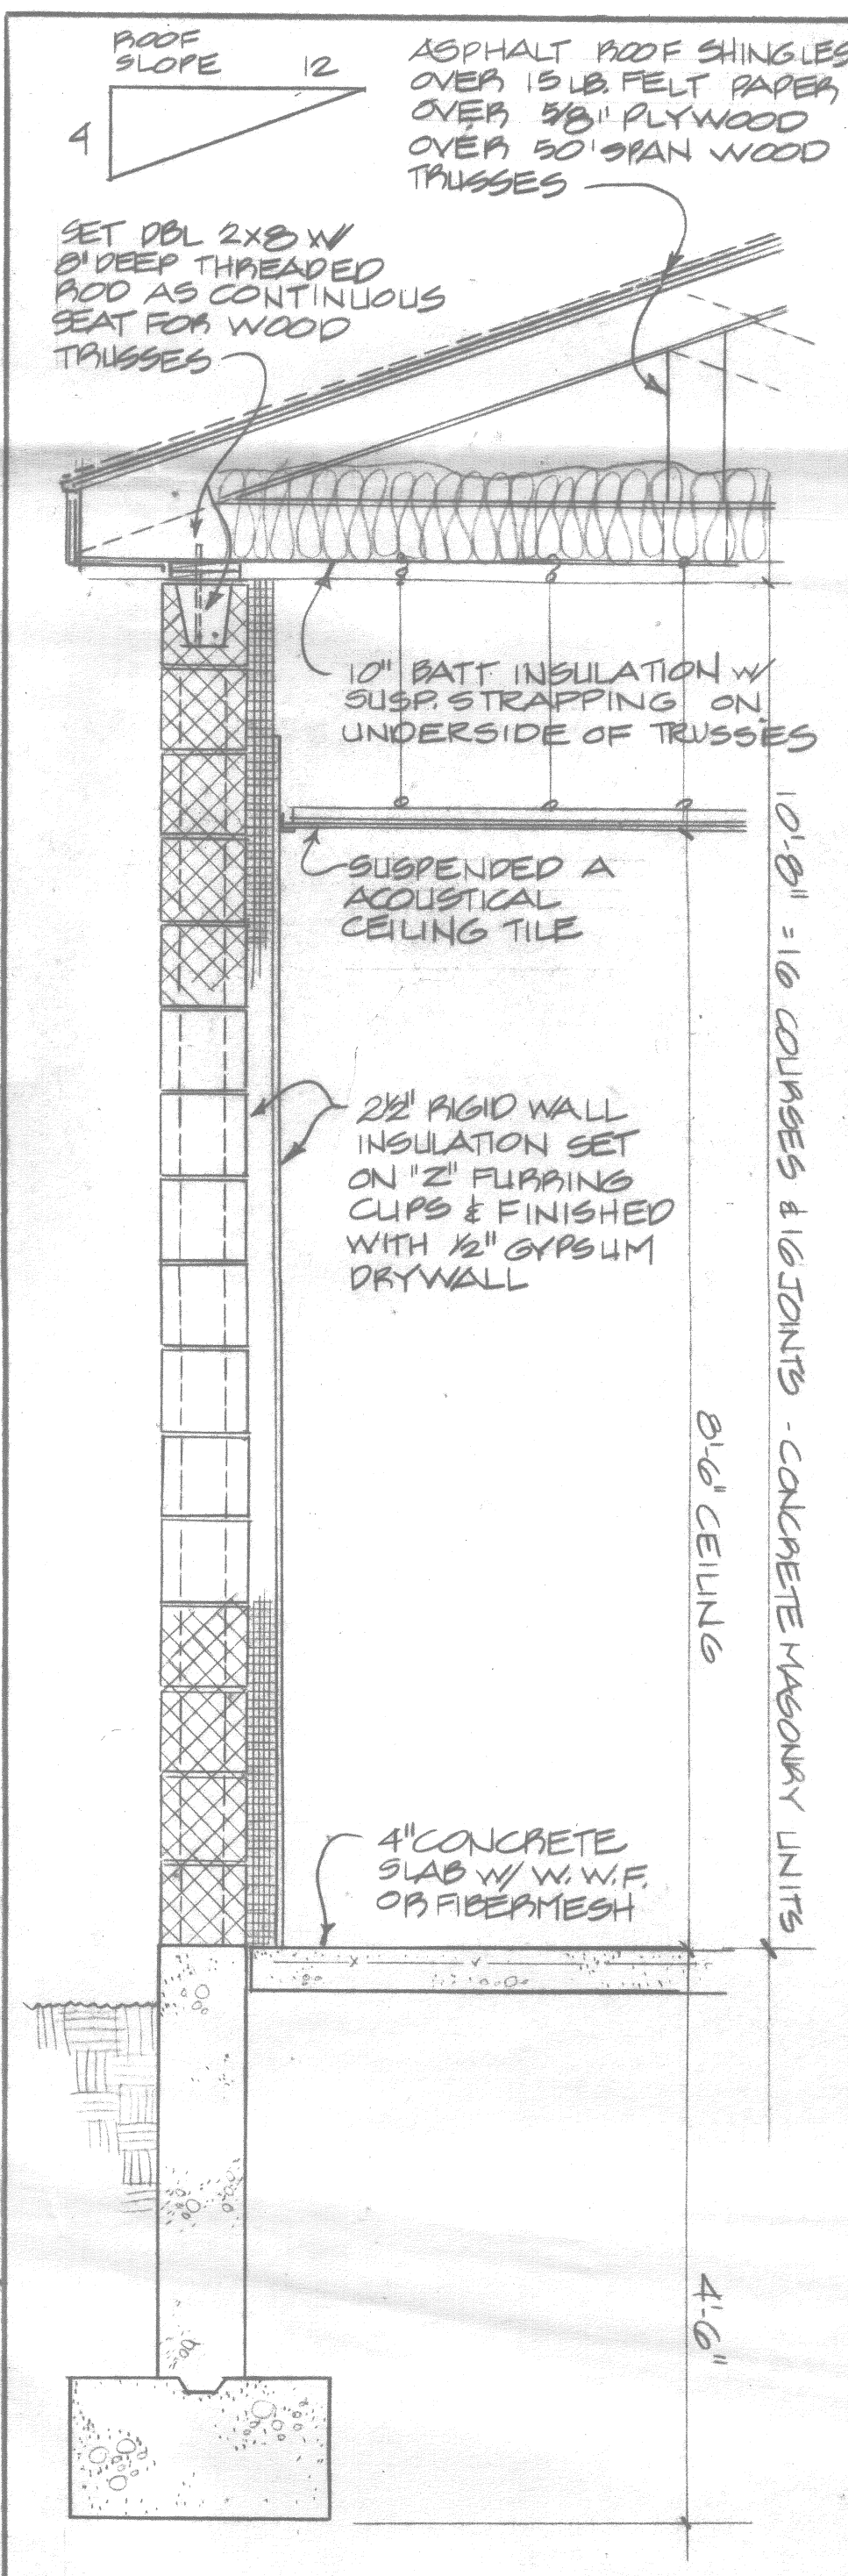 ROOF
SLOPE
12
4
ASPHALT ROOF SHINGLES
OVER 15 LB. FELT PAPER
OVER 5/8" PLYWOOD
OVER 50' SPAN WOOD
TRUSSES
SET DBL 2x8 W/
8" DEEP THREADED
ROD AS CONTINUOUS
SEAT FOR WOOD
TRUSSES
10" BATT INSULATION W/
SUSP. STRAPPING ON
UNDERSIDE OF TRUSSES
SUSPENDED A
ACOUSTICAL
CEILING TILE
10'-8" = 16 COURSES & 16 JOINTS - CONCRETE MASONRY UNITS
2½" RIGID WALL
INSULATION SET
ON "Z" FURRING
CLIPS & FINISHED
WITH ½" GYPSUM
DRYWALL
8'-6" CEILING
4" CONCRETE
SLAB W/ W.W.F.
OR FIBERMESH
4'-6"